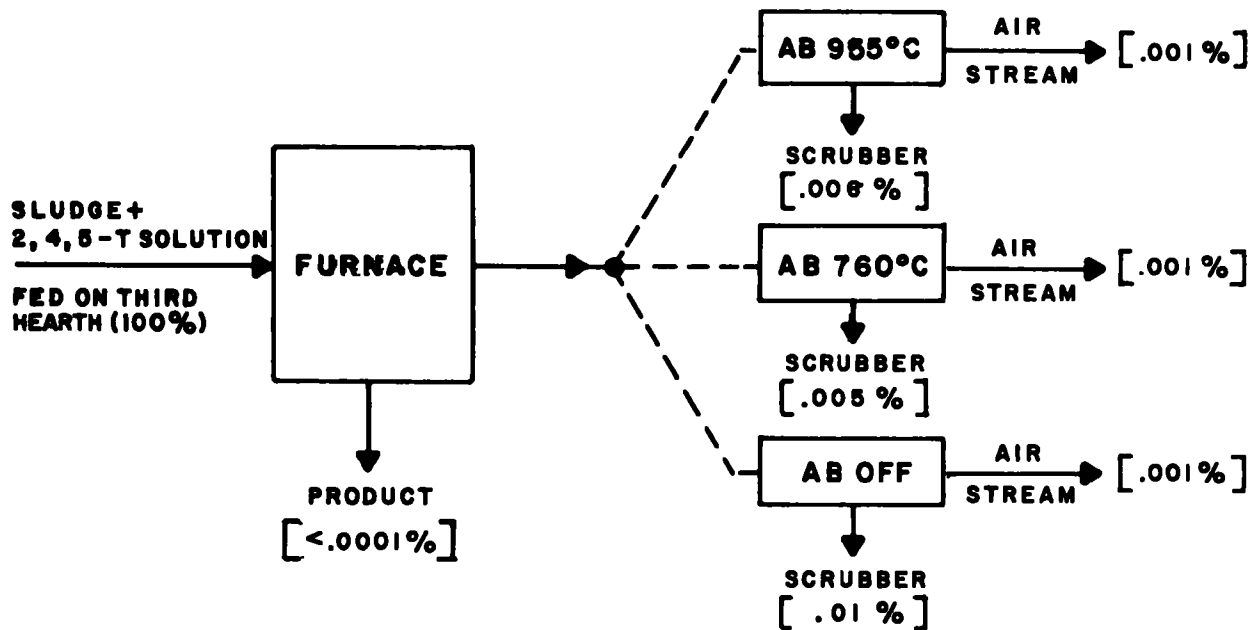 AB 955°C
AIR
STREAM
[.001%]
SCRUBBER
[.006 %]
SLUDGE+
2,4,5-T SOLUTION
FED ON THIRD
HEARTH (100%)
FURNACE
PRODUCT
[<.0001%]
AB 760°C
AIR
STREAM
[.001%]
SCRUBBER
[.005 %]
AB OFF
AIR
STREAM
[.001%]
SCRUBBER
[.01 %]